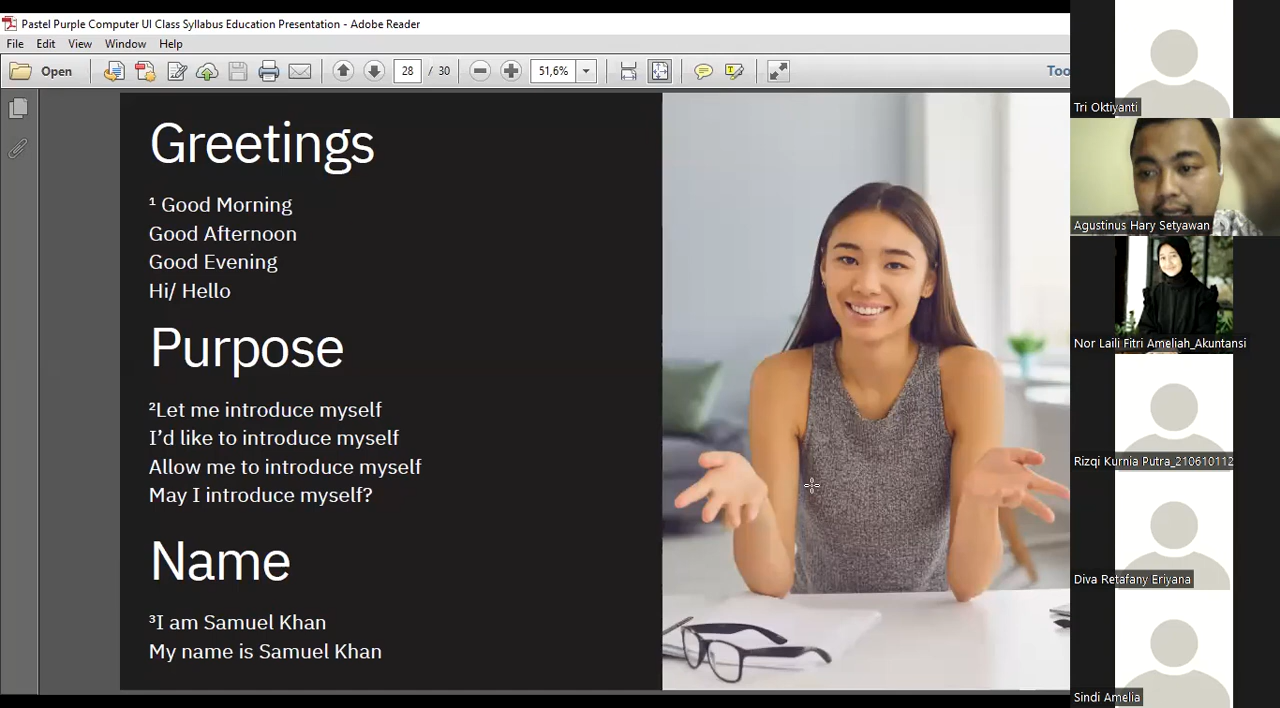 Pastel Purple Computer UI Class Syllabus Education Presentation - Adobe Reader
File Edit View Window Help
Open 28 / 30 51,6% Too
Greetings
¹ Good Morning
Good Afternoon
Good Evening
Hi/ Hello
Purpose
²Let me introduce myself
I’d like to introduce myself
Allow me to introduce myself
May I introduce myself?
Name
³I am Samuel Khan
My name is Samuel Khan
Tri Oktiyanti
Agustinus Hary Setyawan
Nor Laili Fitri Ameliah_Akuntansi
Rizqi Kurnia Putra_210610112
Diva Retafany Eriyana
Sindi Amelia